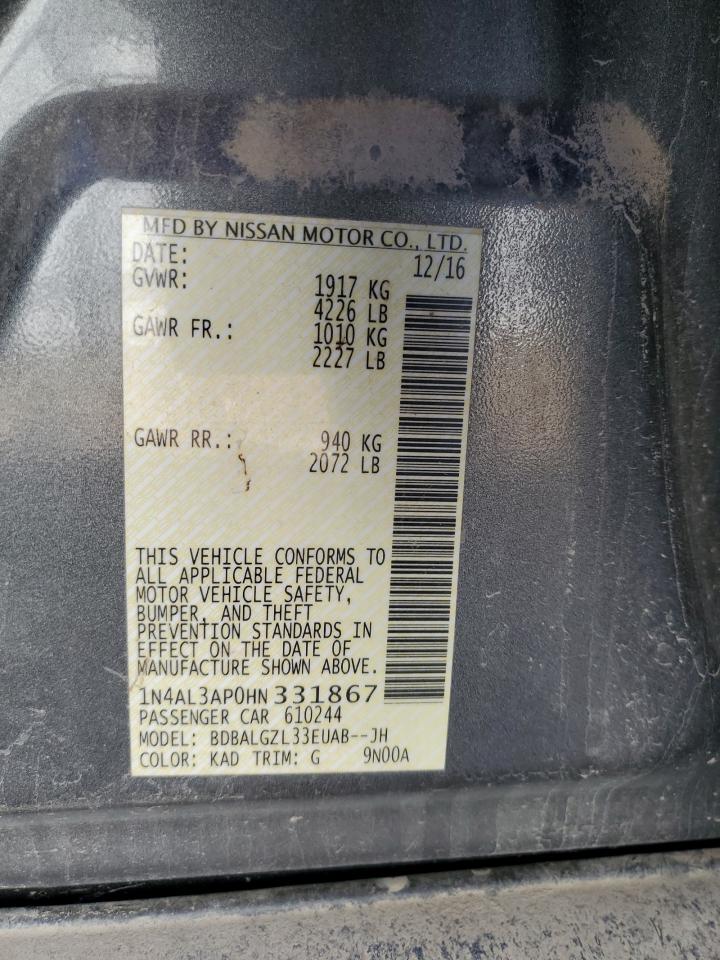 MFD BY NISSAN MOTOR CO., LTD.
DATE: 12/16
GVWR: 1917 KG
4226 LB
GAWR FR.: 1010 KG
2227 LB
GAWR RR.: 940 KG
2072 LB
THIS VEHICLE CONFORMS TO
ALL APPLICABLE FEDERAL
MOTOR VEHICLE SAFETY,
BUMPER, AND THEFT
PREVENTION STANDARDS IN
EFFECT ON THE DATE OF
MANUFACTURE SHOWN ABOVE.
1N4AL3AP0HN331867
PASSENGER CAR 610244
MODEL: BDBALGZL33EUAB--JH
COLOR: KAD TRIM: G 9N00A